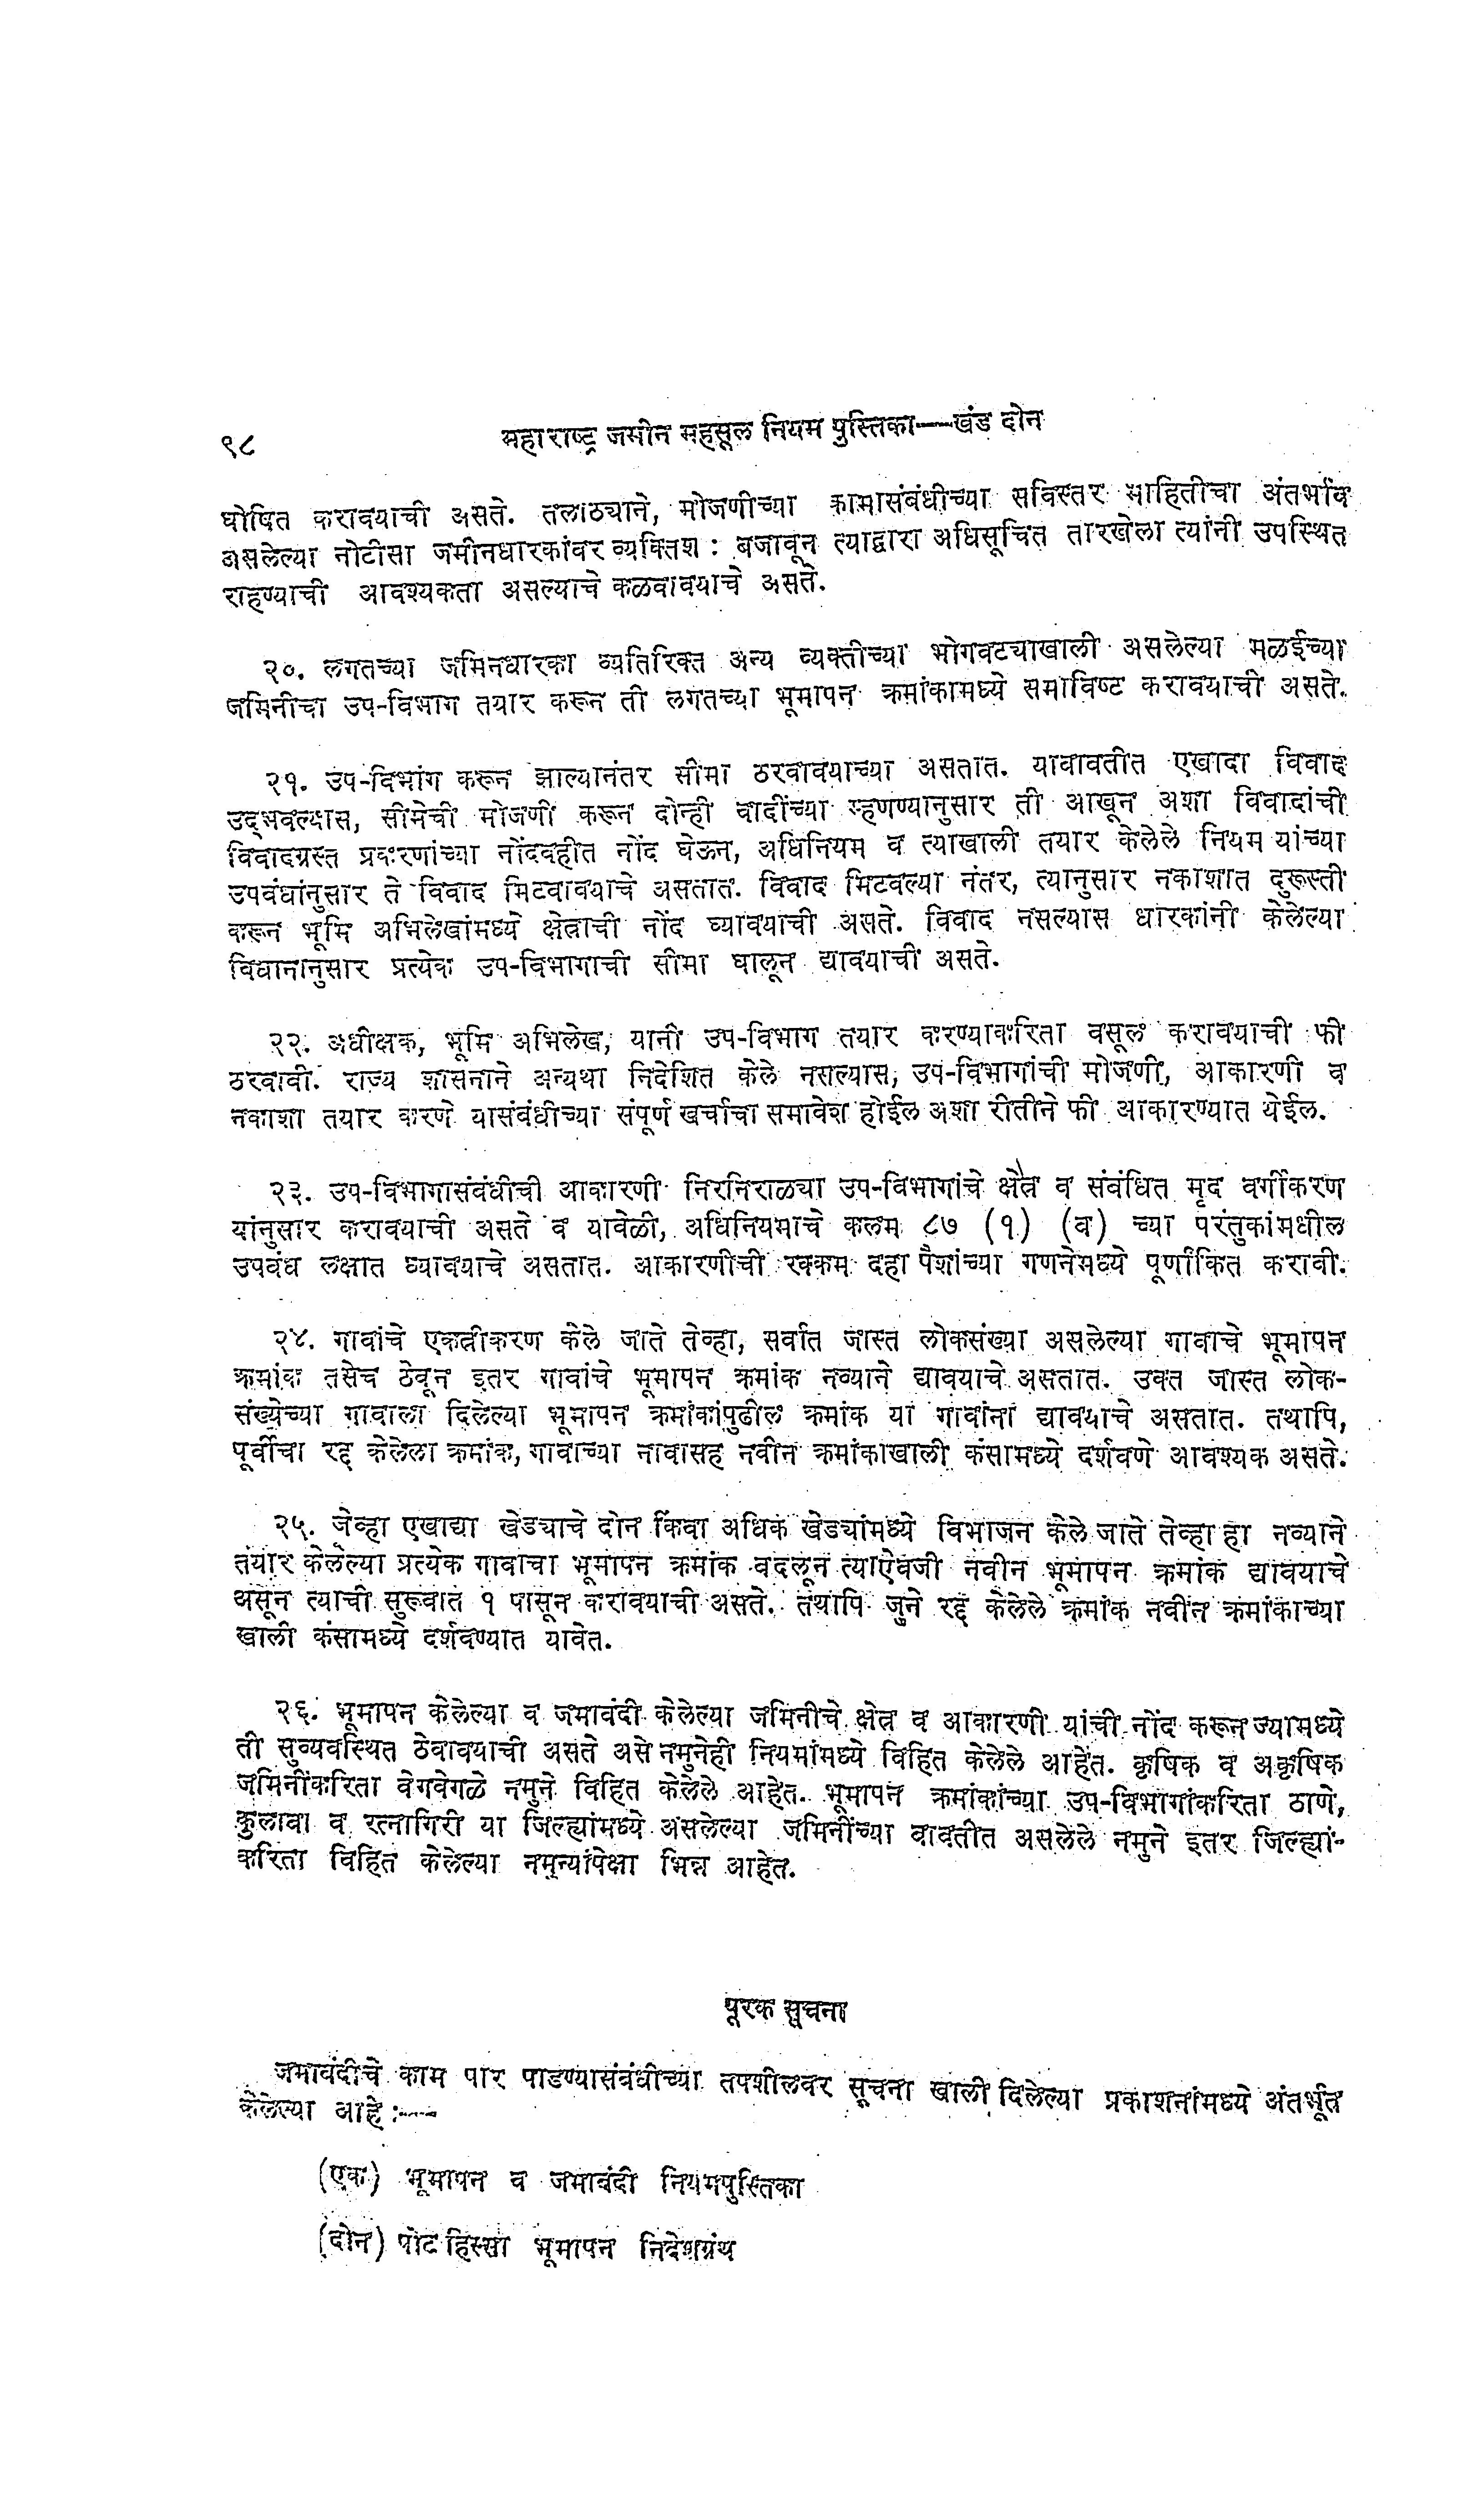 ९८
महाराष्ट्र जमीन महसूल नियम पुस्तिका—खंड दोन
घोषित करावयाची असते. तलाठ्याने, मोजणीच्या कामासंबंधीच्या सविस्तर माहितीचा अंतर्भाव
असलेल्या नोटीसा जमीनधारकांवर व्यक्तिश: बजावून त्याद्वारा अधिसूचित तारखेला त्यांनी उपस्थित
राहण्याची आवश्यकता असल्याचे कळवावयाचे असते.
२०. लगतच्या जमिनधारका व्यतिरिक्त अन्य व्यक्तीच्या भोगवट्याखाली असलेल्या मळईच्या
जमिनीचा उप-विभाग तयार करून ती लगतच्या भूमापन क्रमांकामध्ये समाविष्ट करावयाची असते.
२१. उप-विभाग करून झाल्यानंतर सीमा ठरवावयाच्या असतात. याबाबतीत एखादा विवाद
उद्भवल्यास, सीमेची मोजणी करून दोन्ही वादींच्या म्हणण्यानुसार ती आखून अशा विवादांची
विवादग्रस्त प्रकरणांच्या नोंदवहीत नोंद घेऊन, अधिनियम व त्याखाली तयार केलेले नियम यांच्या
उपबंधांनुसार ते विवाद मिटवावयाचे असतात. विवाद मिटवल्या नंतर, त्यानुसार नकाशात दुरूस्ती
करून भूमि अभिलेखांमध्ये क्षेत्राची नोंद घ्यावयाची असते. विवाद नसल्यास धारकांनी केलेल्या
विधानानुसार प्रत्येक उप-विभागाची सीमा घालून द्यावयाची असते.
२२. अधीक्षक, भूमि अभिलेख, यानी उप-विभाग तयार करण्याकरिता वसूल करावयाची फी
ठरवावी. राज्य शासनाने अन्यथा निदेशित केले नसल्यास, उप-विभागांची मोजणी, आकारणी व
नकाशा तयार करणे यासंबंधीच्या संपूर्ण खर्चाचा समावेश होईल अशा रीतीने फी आकारण्यात येईल.
२३. उप-विभागासंबंधीची आकारणी निरनिराळ्या उप-विभागांचे क्षेत्र व संबंधित मृद वर्गीकरण
यांनुसार करावयाची असते व यावेळी, अधिनियमाचे कलम ८७ (१) (ब) च्या परंतुकांमधील
उपबंध लक्षात घ्यावयाचे असतात. आकारणीची रक्कम दहा पैशांच्या गणनेमध्ये पूर्णांकित करावी.
२४. गावांचे एकत्रीकरण केले जाते तेव्हा, सर्वात जास्त लोकसंख्या असलेल्या गावाचे भूमापन
क्रमांक तसेच ठेवून इतर गावांचे भूमापन क्रमांक नव्याने द्यावयाचे असतात. उक्त जास्त लोक-
संख्येच्या गावाला दिलेल्या भूमापन क्रमांकांपुढील क्रमांक या गावांना द्यावयाचे असतात. तथापि,
पूर्वीचा रद्द केलेला क्रमांक, गावाच्या नावासह नवीन क्रमांकाखाली कंसामध्ये दर्शवणे आवश्यक असते.
२५. जेव्हा एखाद्या खेड्याचे दोन किंवा अधिक खेड्यांमध्ये विभाजन केले जाते तेव्हा हा नव्याने
तयार केलेल्या प्रत्येक गावाचा भूमापन क्रमांक बदलून त्याऐवजी नवीन भूमापन क्रमांक द्यावयाचे
असून त्याची सुरूवात १ पासून करावयाची असते. तथापि जुने रद्द केलेले क्रमांक नवीन क्रमांकाच्या
खाली कंसामध्ये दर्शवण्यात यावेत.
२६. भूमापन केलेल्या व जमाबंदी केलेल्या जमिनीचे क्षेत्र व आकारणी यांची नोंद करून ज्यामध्ये
ती सुव्यवस्थित ठेवावयाची असते असे नमुनेही नियमांमध्ये विहित केलेले आहेत. कृषिक व अकृषिक
जमिनींकरिता वेगवेगळे नमुने विहित केलेले आहेत. भूमापन क्रमांकांच्या उप-विभागांकरिता ठाणे,
कुलाबा व रत्नागिरी या जिल्ह्यांमध्ये असलेल्या जमिनींच्या बाबतीत असलेले नमुने इतर जिल्ह्यां-
करिता विहित केलेल्या नमून्यांपेक्षा भिन्न आहेत.
पूरक सूचना
जमाबंदीचे काम पार पाडण्यासंबंधीच्या तपशीलवर सूचना खाली दिलेल्या प्रकाशनांमध्ये अंतर्भूत
केलेल्या आहे :—
(एक) भूमापन व जमाबंदी नियमपुस्तिका
(दोन) पोट हिस्सा भूमापन निदेशग्रंथ